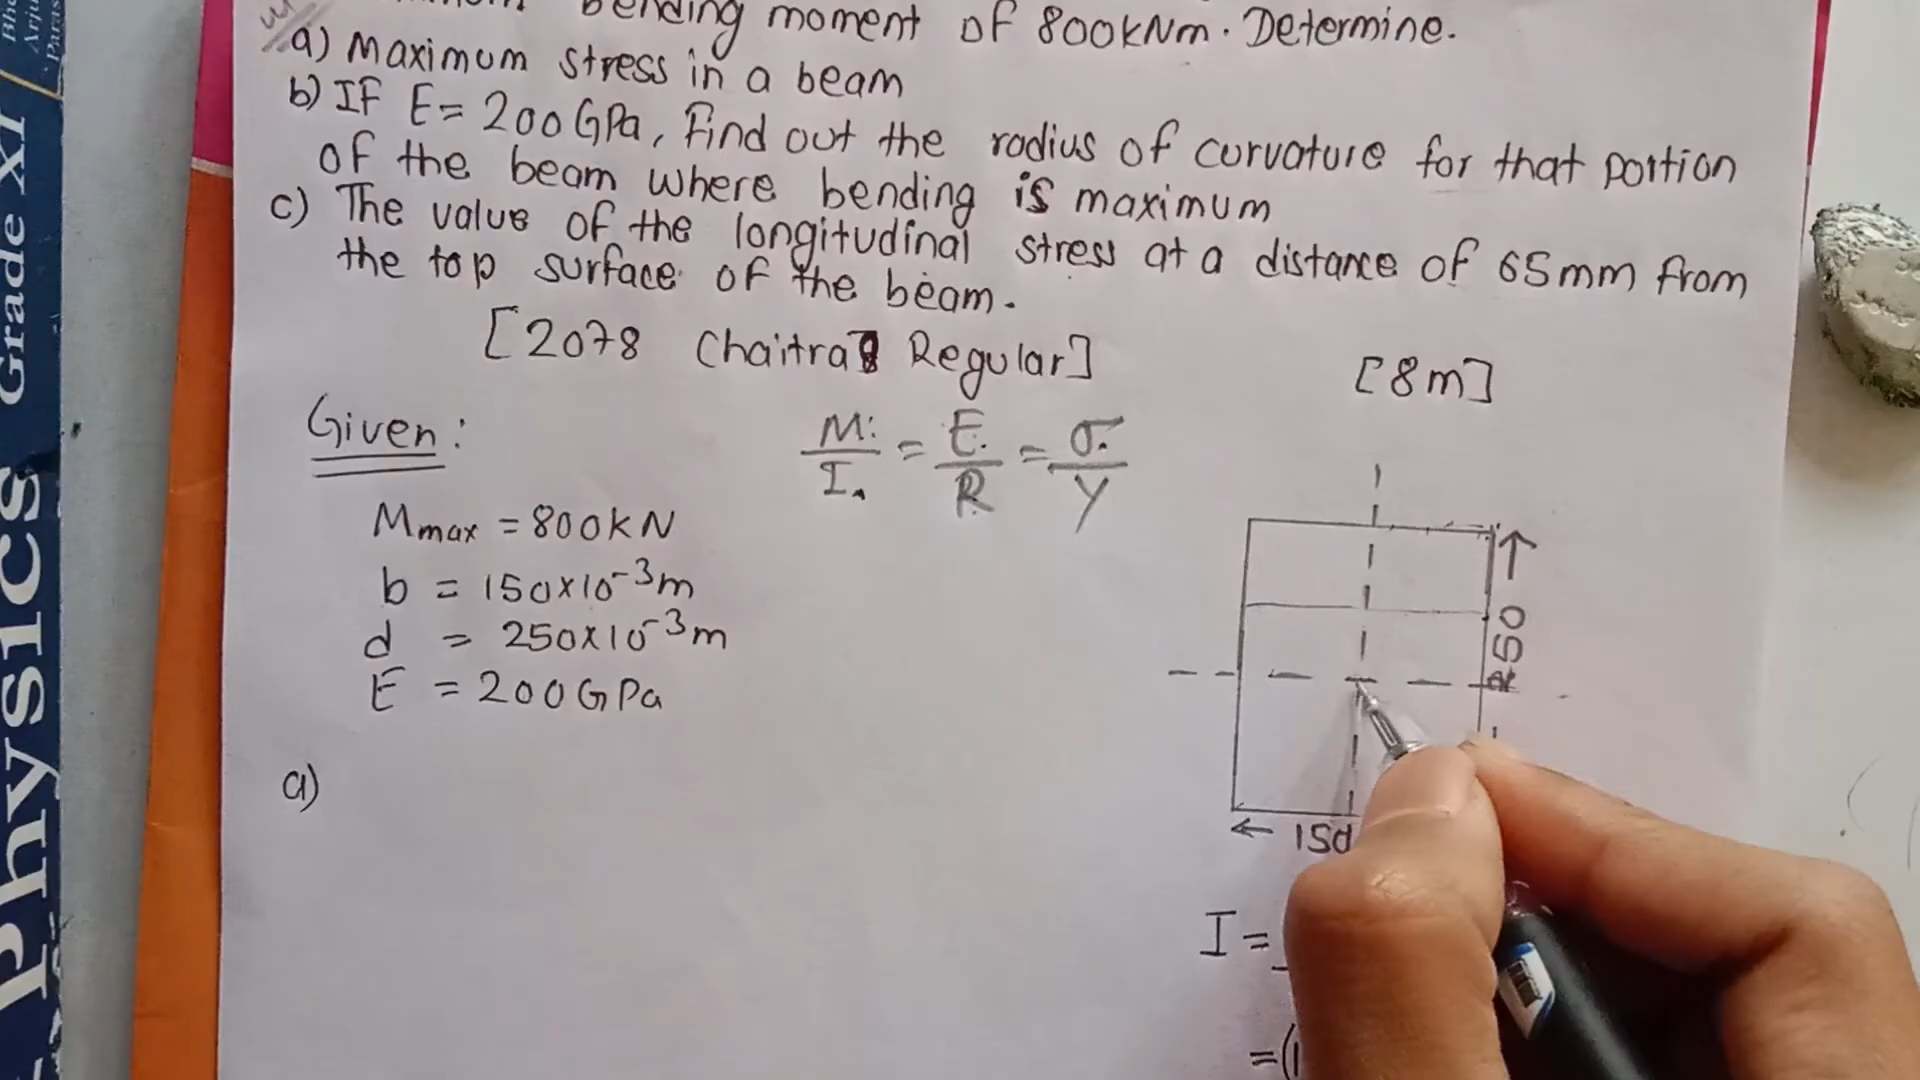 bending moment of 800kNm. Determine.
a) Maximum stress in a beam
b) IF E = 200 GPa, Find out the radius of curvature for that portion
of the beam where bending is maximum
c) The value of the longitudinal stress at a distance of 65mm from
the top surface of the beam.
[2078 Chaitra Regular]
[8m]
Given:
M/I = E/R = σ/Y
Mmax = 800kN
b = 150×10⁻³m
d = 250×10⁻³m
E = 200GPa
250
150
a)
I =
=(1
Physics Grade XI